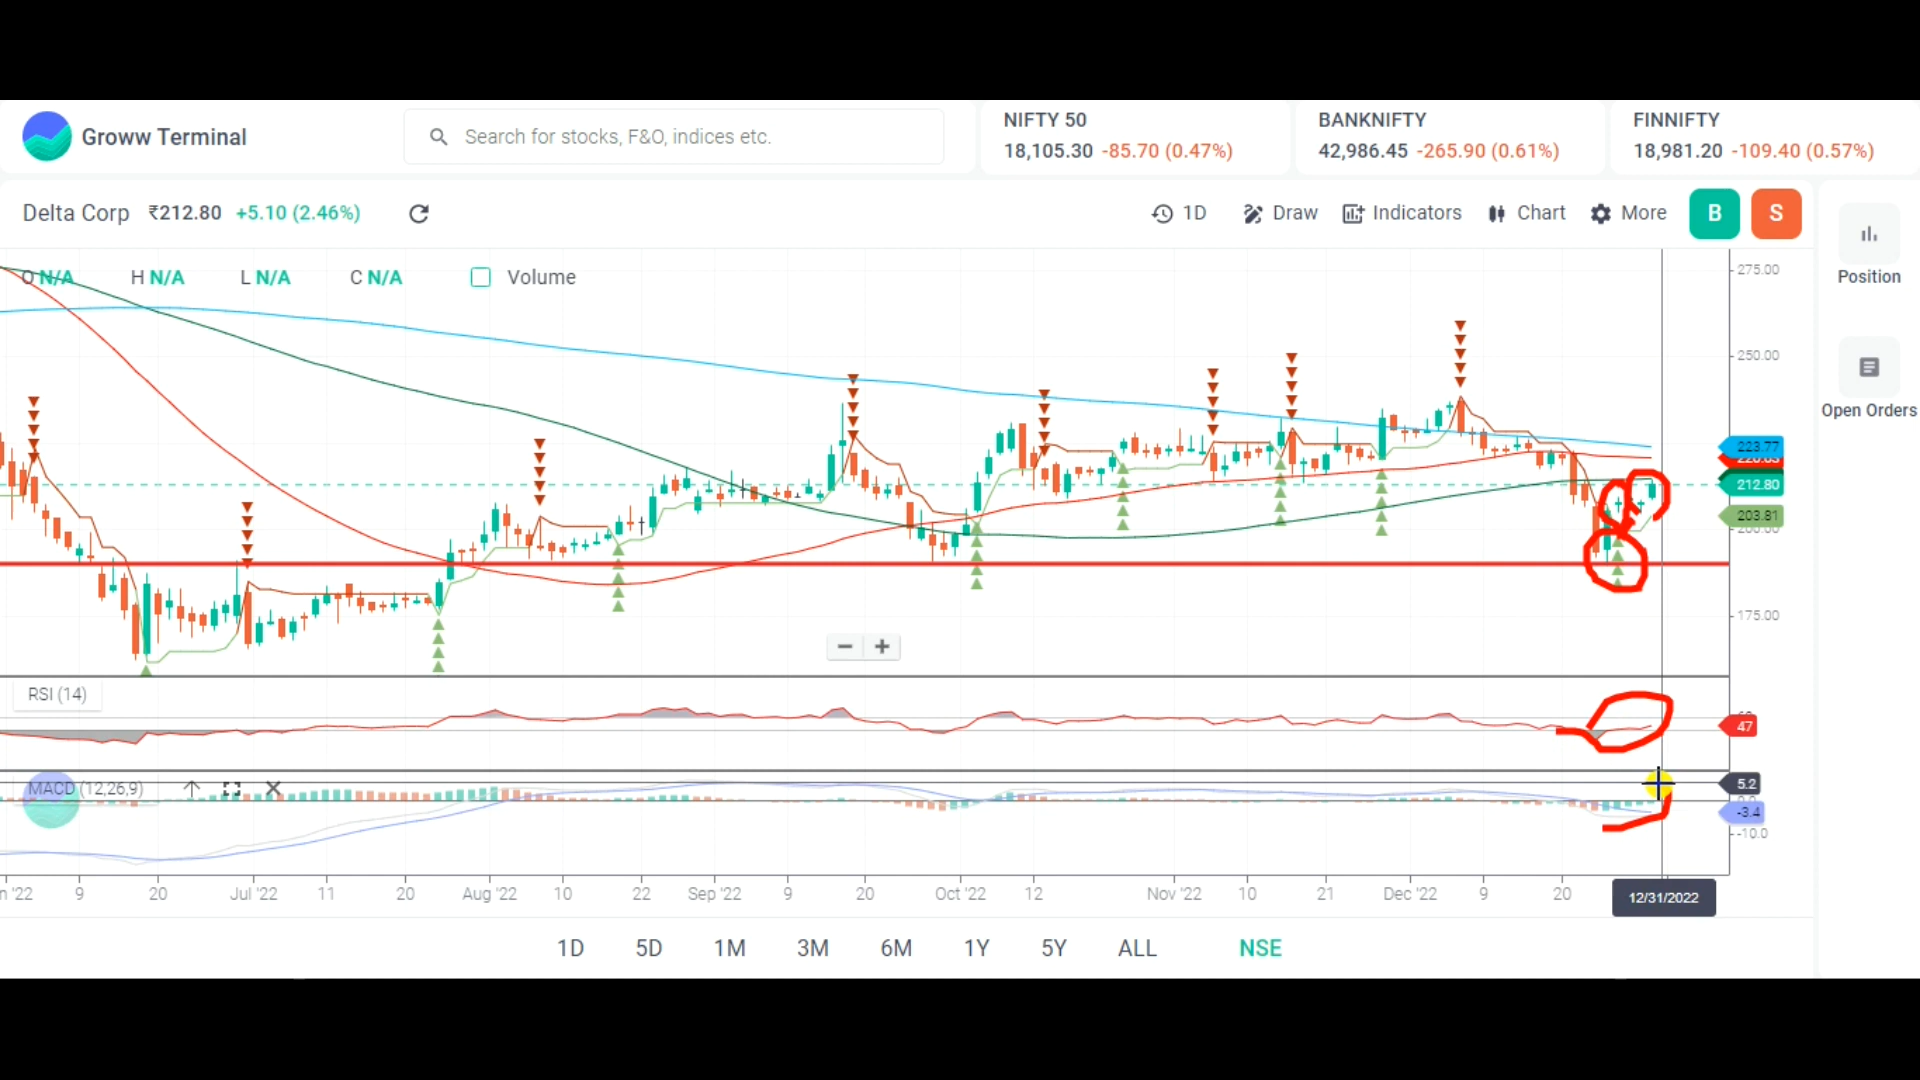 Groww Terminal
Search for stocks, F&O, indices etc.
NIFTY 50
18,105.30 -85.70 (0.47%)
BANKNIFTY
42,986.45 -265.90 (0.61%)
FINNIFTY
18,981.20 -109.40 (0.57%)
Delta Corp ₹212.80 +5.10 (2.46%)
1D Draw Indicators Chart More B S
Position
Open Orders
O N/A H N/A L N/A C N/A Volume
275.00
250.00
223.77
212.80
203.81
200.00
175.00
RSI (14)
47
MACD (12,26,9)
5.2
-3.4
-10.0
'22 9 20 Jul '22 11 20 Aug '22 10 22 Sep '22 9 20 Oct '22 12 Nov '22 10 21 Dec '22 9 20 12/31/2022
1D 5D 1M 3M 6M 1Y 5Y ALL NSE